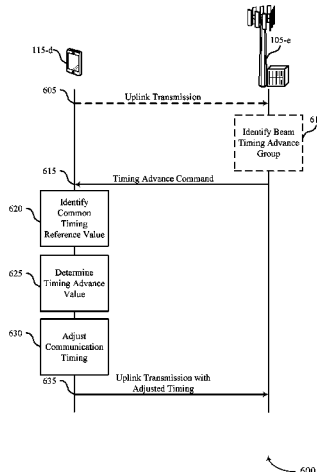 105-e
115-d
605
Uplink Transmission
Identify Beam
Timing Advance
Group
615
Timing Advance Command
620
Identify
Common
Timing
Reference Value
625
Determine
Timing Advance
Value
630
Adjust
Communication
Timing
635
Uplink Transmission with
Adjusted Timing
600